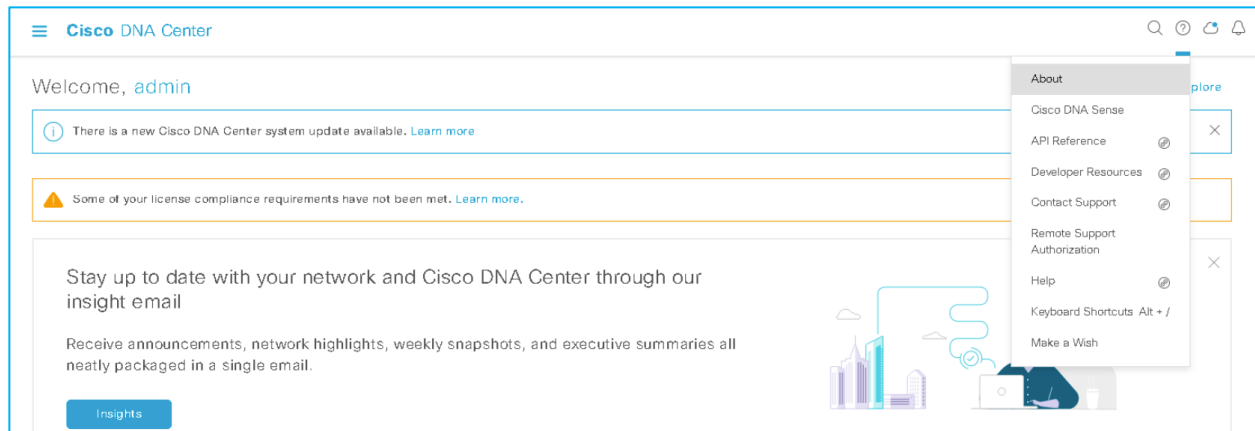 Cisco DNA Center
Welcome, admin
plore
There is a new Cisco DNA Center system update available. Learn more
Some of your license compliance requirements have not been met. Learn more.
Stay up to date with your network and Cisco DNA Center through our
insight email
Receive announcements, network highlights, weekly snapshots, and executive summaries all
neatly packaged in a single email.
Insights
About
Cisco DNA Sense
API Reference
Developer Resources
Contact Support
Remote Support
Authorization
Help
Keyboard Shortcuts Alt + /
Make a Wish